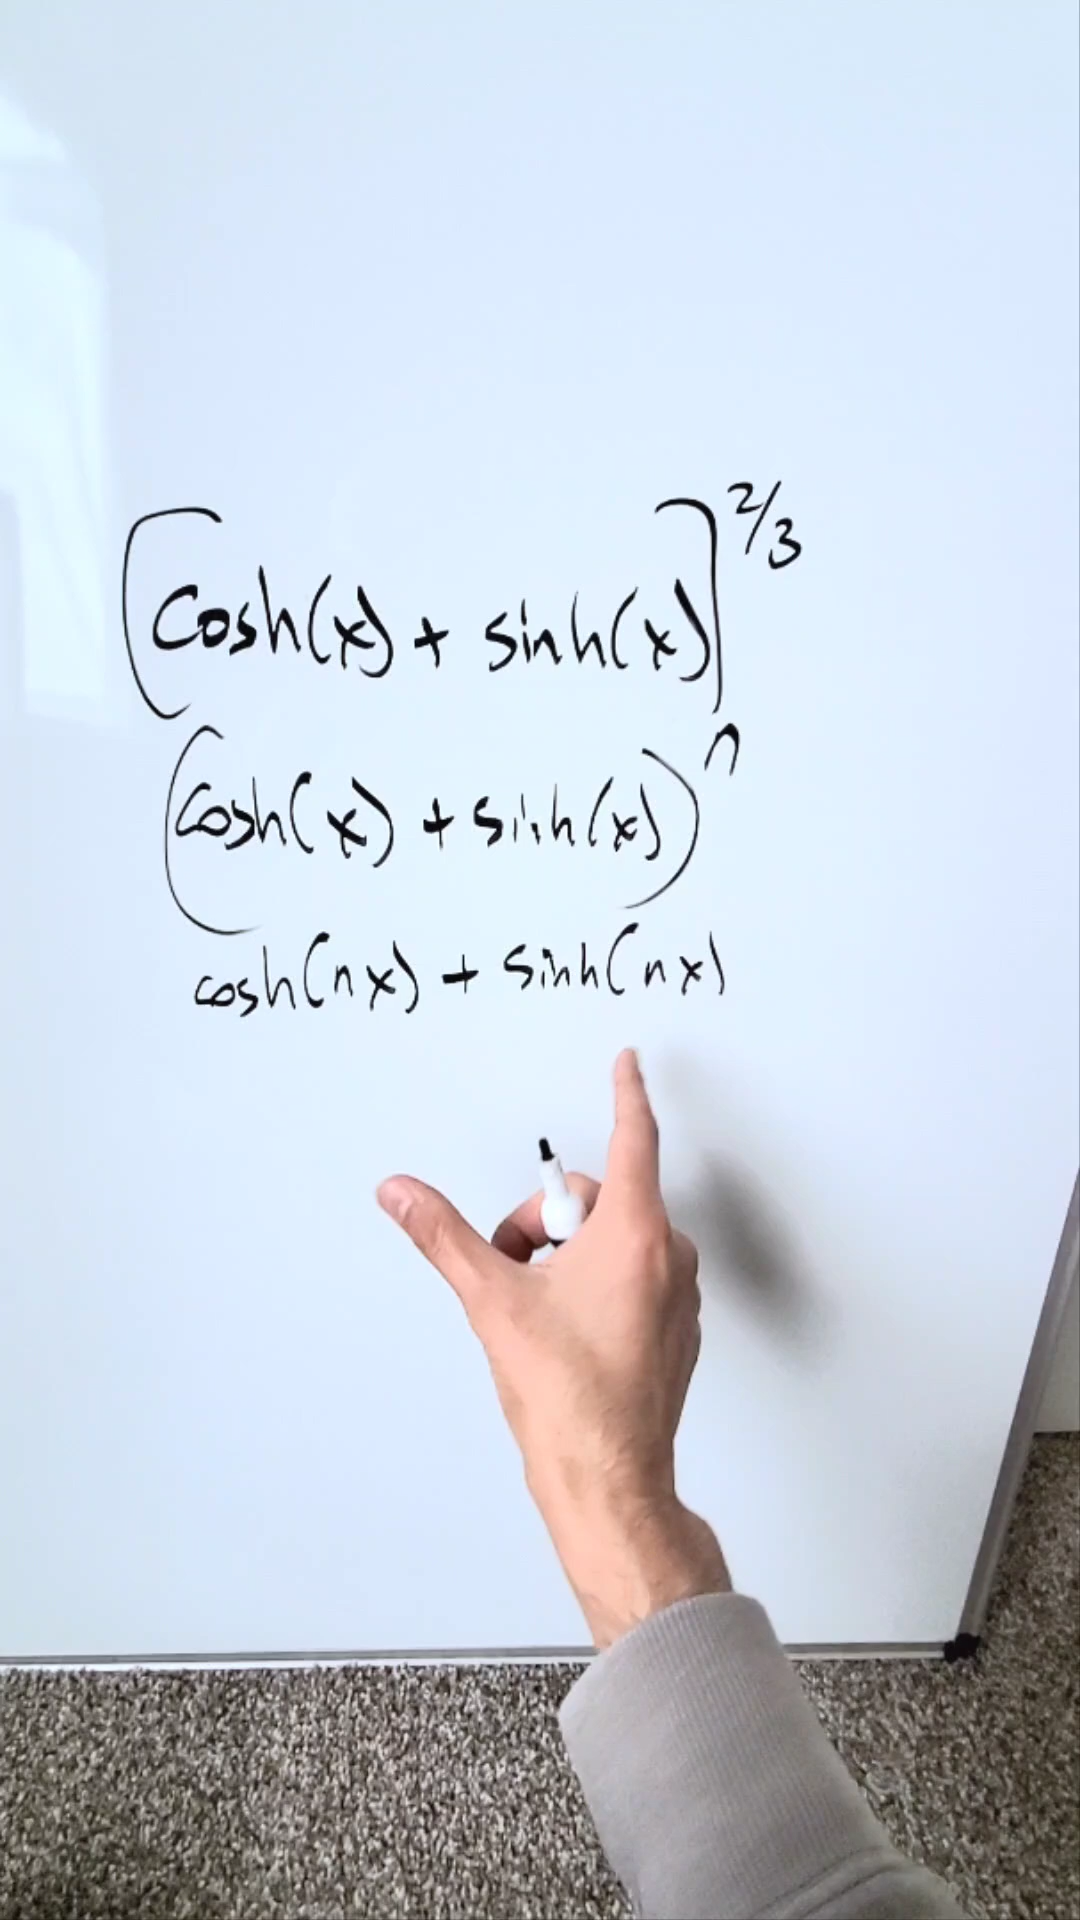 [cosh(x) + sinh(x)]^2/3
(cosh(x) + sinh(x))^n
cosh(nx) + sinh(nx)